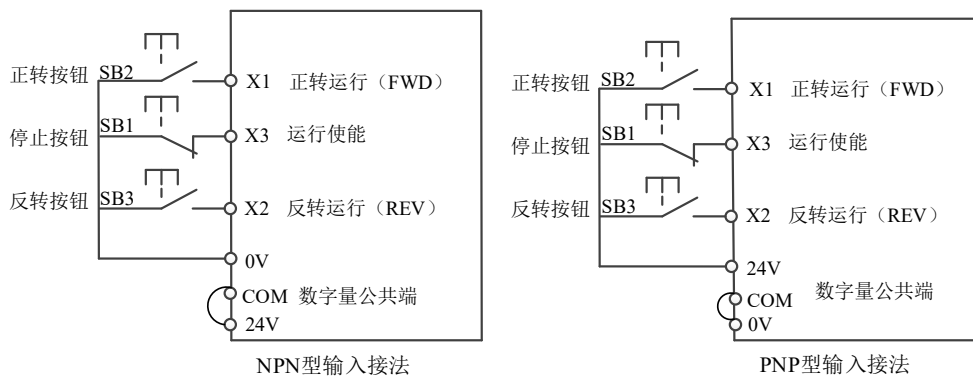 正转按钮 SB2 X1 正转运行（FWD）
停止按钮 SB1 X3 运行使能
反转按钮 SB3 X2 反转运行（REV）
0V
COM 数字量公共端
24V
NPN型输入接法
正转按钮 SB2 X1 正转运行（FWD）
停止按钮 SB1 X3 运行使能
反转按钮 SB3 X2 反转运行（REV）
24V
COM 数字量公共端
0V
PNP型输入接法